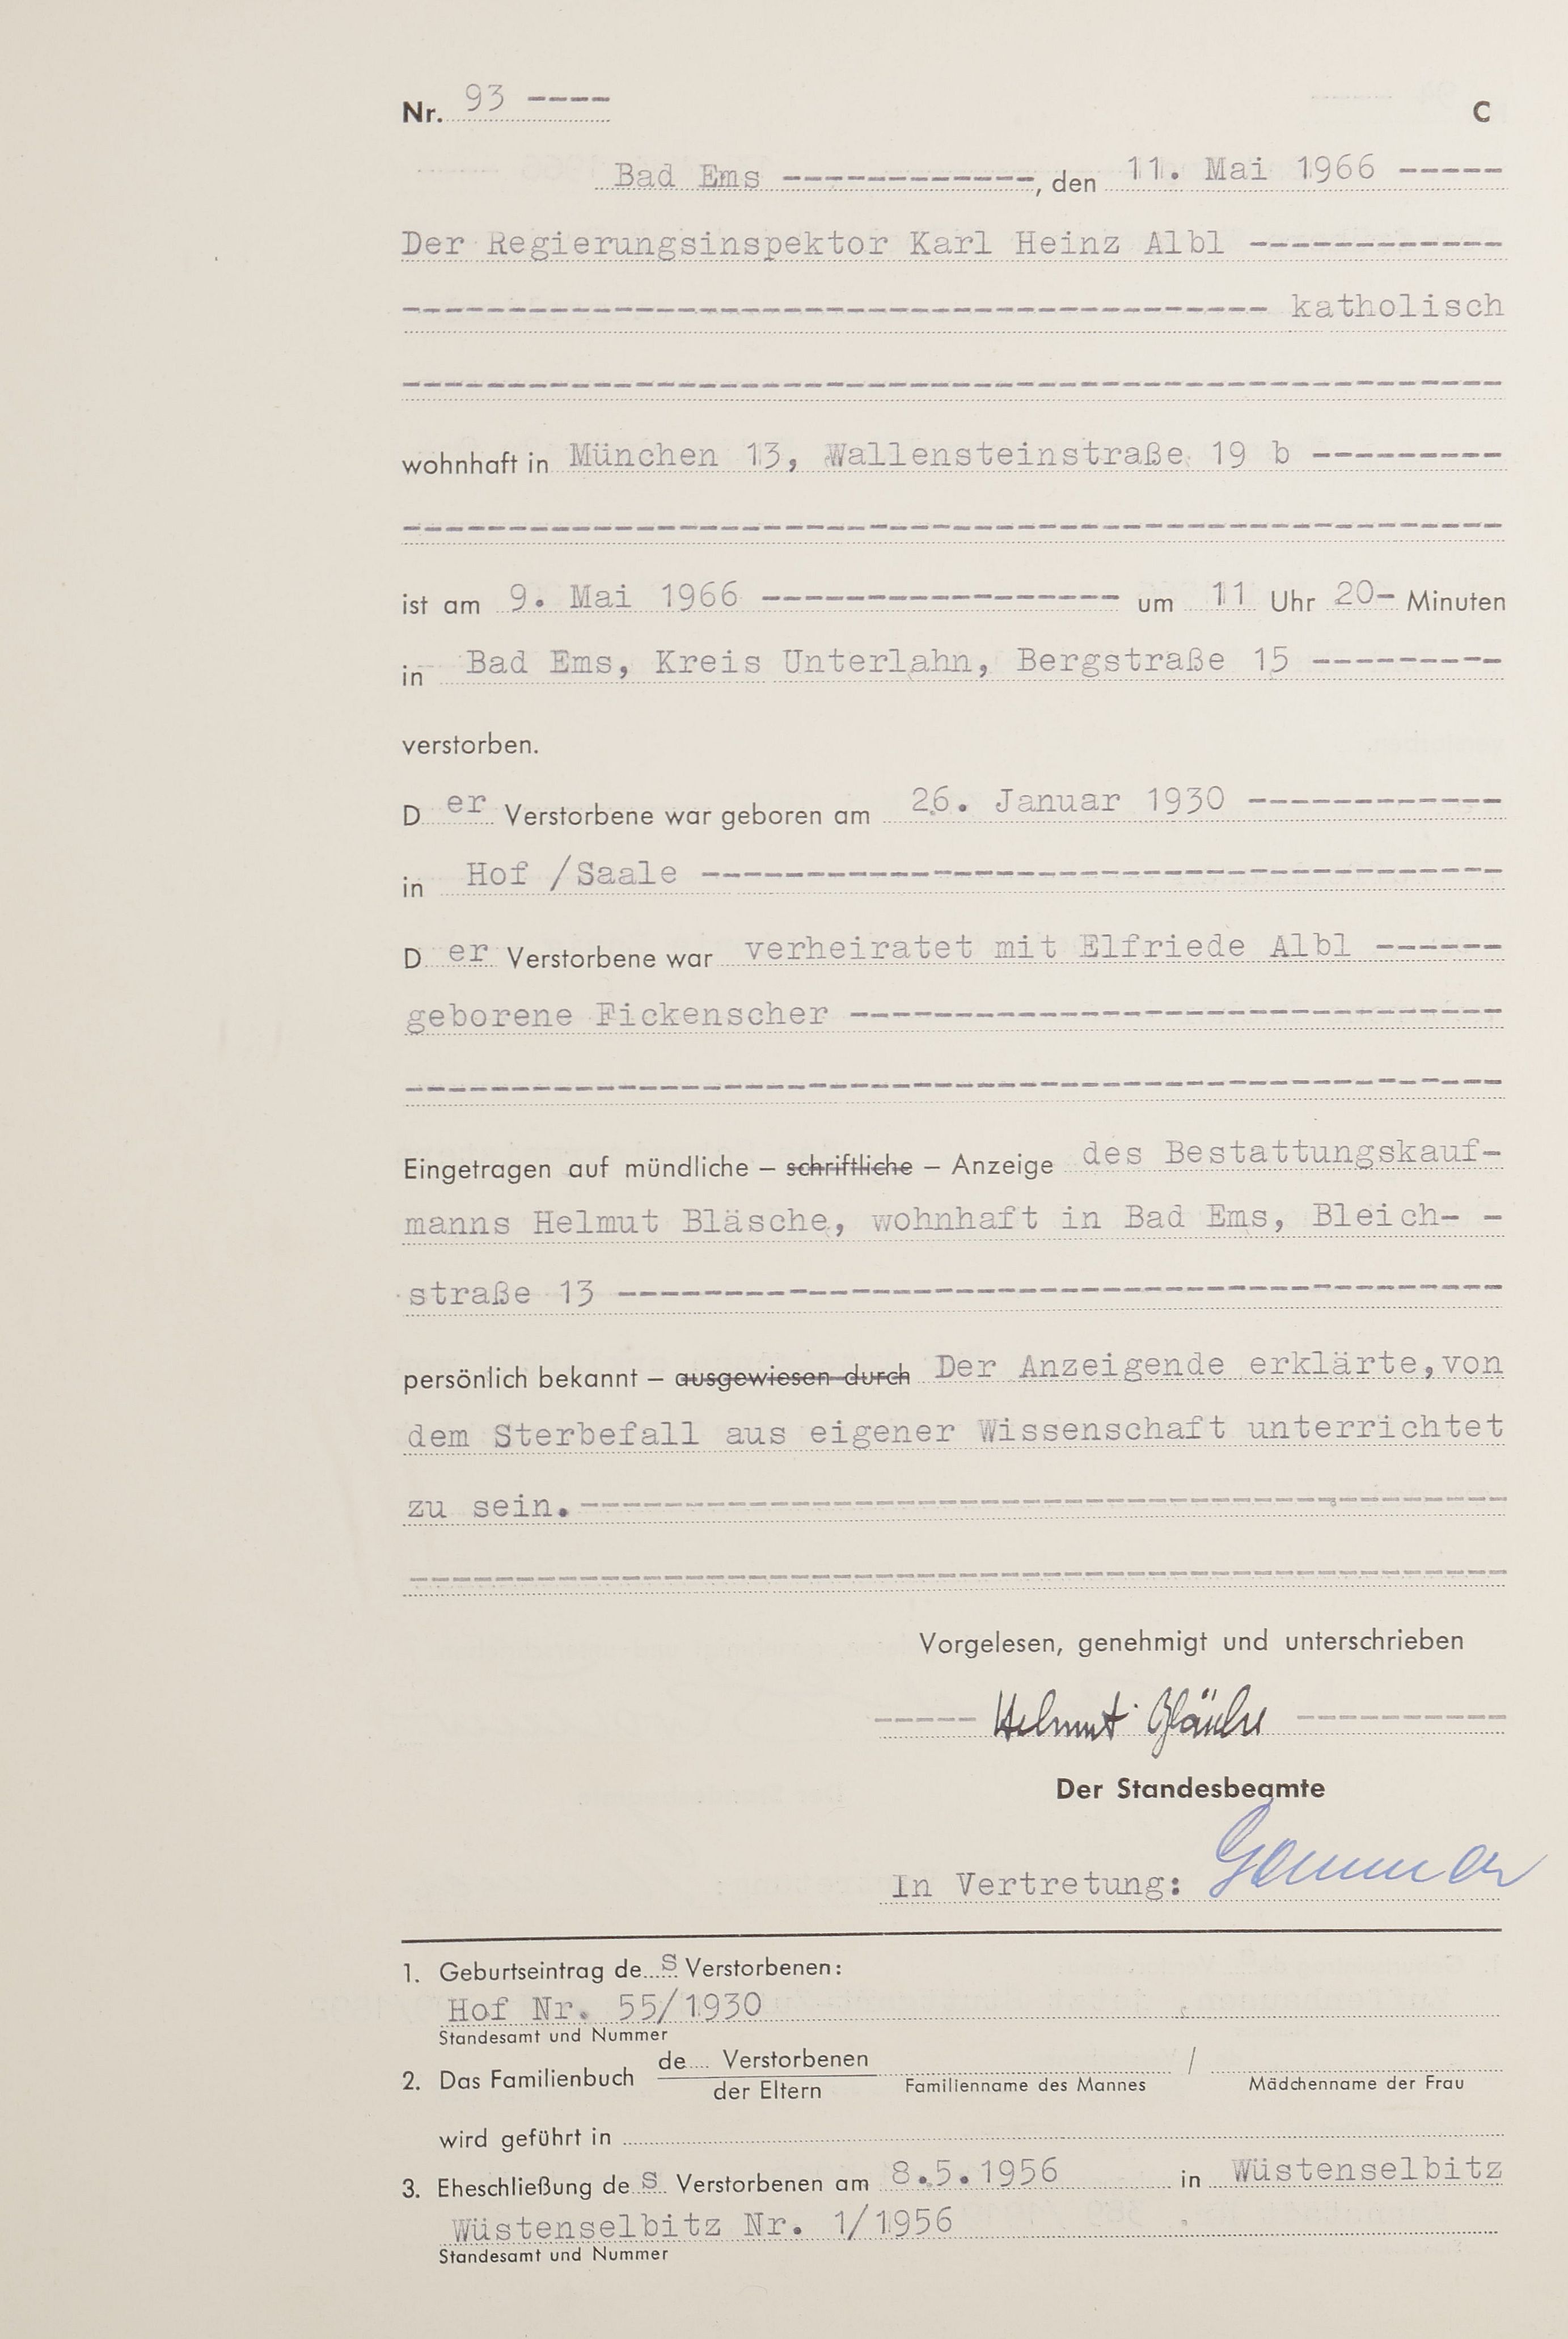 Nr. 93 ----
C
Bad Ems ------------, den 11. Mai 1966 -----
Der Regierungsinspektor Karl Heinz Albl ------------
----------------------------------------- katholisch
----------------------------------------------------
wohnhaft in München 13, Wallensteinstraße 19 b ---------
----------------------------------------------------
ist am 9. Mai 1966 ----------------- um 11 Uhr 20- Minuten
in Bad Ems, Kreis Unterlahn, Bergstraße 15 ---------
verstorben.
D er Verstorbene war geboren am 26. Januar 1930 ------------
in Hof /Saale --------------------------------------
D er Verstorbene war verheiratet mit Elfriede Albl ------
geborene Fickenscher -------------------------------
----------------------------------------------------
Eingetragen auf mündliche – schriftliche – Anzeige des Bestattungskauf-
manns Helmut Bläsche, wohnhaft in Bad Ems, Bleich- -
straße 13 ------------------------------------------
persönlich bekannt – ausgewiesen durch Der Anzeigende erklärte, von
dem Sterbefall aus eigener Wissenschaft unterrichtet
zu sein.--------------------------------------------
----------------------------------------------------
Vorgelesen, genehmigt und unterschrieben
----- Helmut Bläsche ----------
Der Standesbeamte
In Vertretung:
1. Geburtseintrag de s Verstorbenen:
Hof Nr. 55/1930
Standesamt und Nummer
2. Das Familienbuch de.... Verstorbenen / der Eltern
Familienname des Mannes / Mädchenname der Frau
wird geführt in
3. Eheschließung de s Verstorbenen am 8.5.1956 in Wüstenselbitz
Wüstenselbitz Nr. 1/1956
Standesamt und Nummer